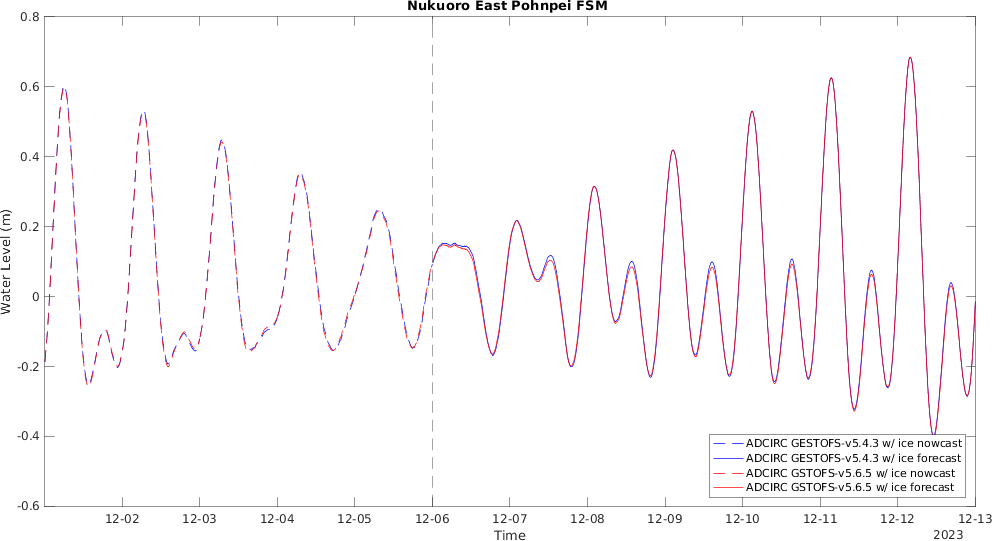 Nukuoro East Pohnpei FSM
Water Level (m)
0.8
0.6
0.4
0.2
0
-0.2
-0.4
-0.6
ADCIRC GESTOFS-v5.4.3 w/ ice nowcast
ADCIRC GESTOFS-v5.4.3 w/ ice forecast
ADCIRC GSTOFS-v5.6.5 w/ ice nowcast
ADCIRC GSTOFS-v5.6.5 w/ ice forecast
12-02 12-03 12-04 12-05 12-06 12-07 12-08 12-09 12-10 12-11 12-12 12-13
Time
2023